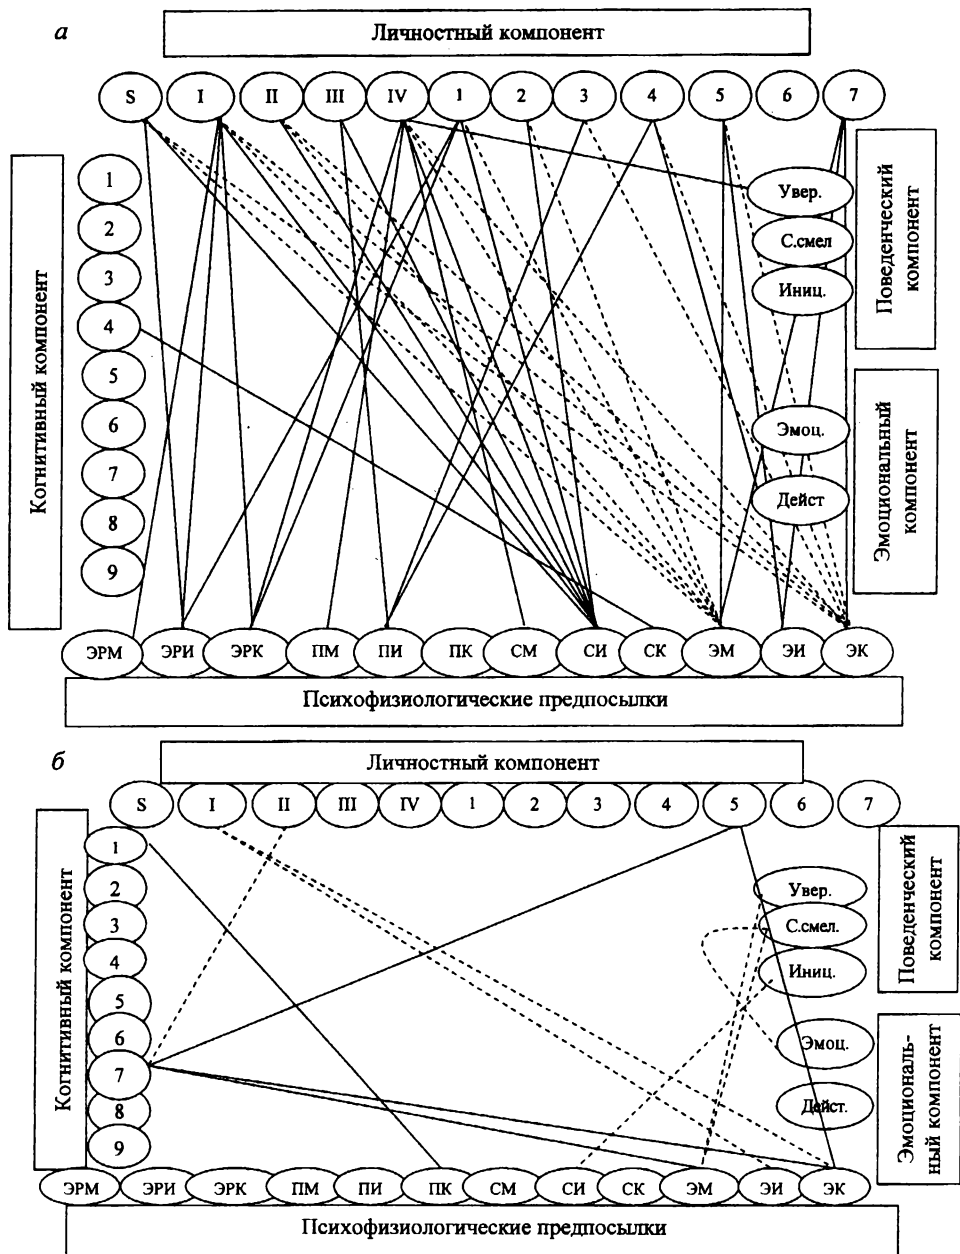 а
Личностный компонент
S I II III IV 1 2 3 4 5 6 7
Когнитивный компонент
1
2
3
4
5
6
7
8
9
Увер.
С.смел
Иниц.
Поведенческий
компонент
Эмоц.
Дейст
Эмоциональный
компонент
ЭРМ ЭРИ ЭРК ПМ ПИ ПК СМ СИ СК ЭМ ЭИ ЭК
Психофизиологические предпосылки
б
Личностный компонент
S I II III IV 1 2 3 4 5 6 7
Когнитивный компонент
1
2
3
4
5
6
7
8
9
Увер.
С.смел.
Иниц.
Поведенческий
компонент
Эмоц.
Дейст.
Эмоциональ-
ный компонент
ЭРМ ЭРИ ЭРК ПМ ПИ ПК СМ СИ СК ЭМ ЭИ ЭК
Психофизиологические предпосылки